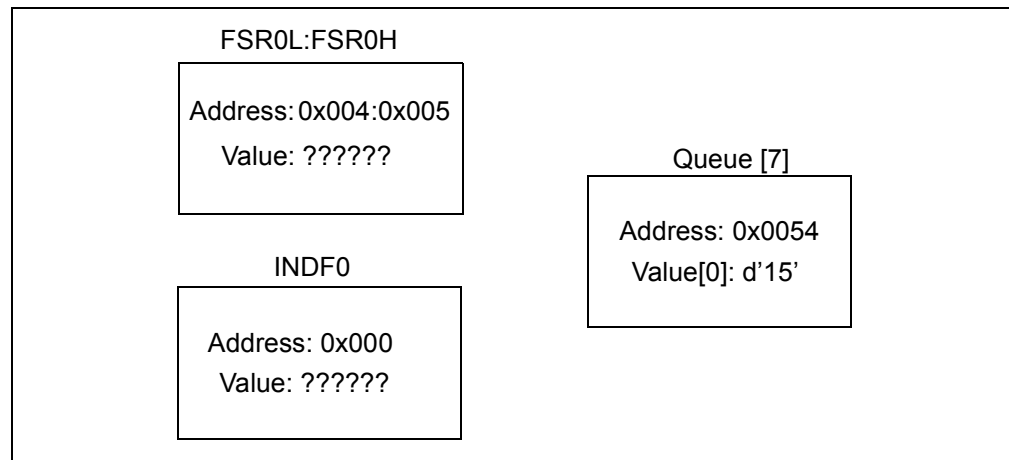 FSR0L:FSR0H
Address: 0x004:0x005
Value: ??????
Queue [7]
Address: 0x0054
Value[0]: d’15’
INDF0
Address: 0x000
Value: ??????